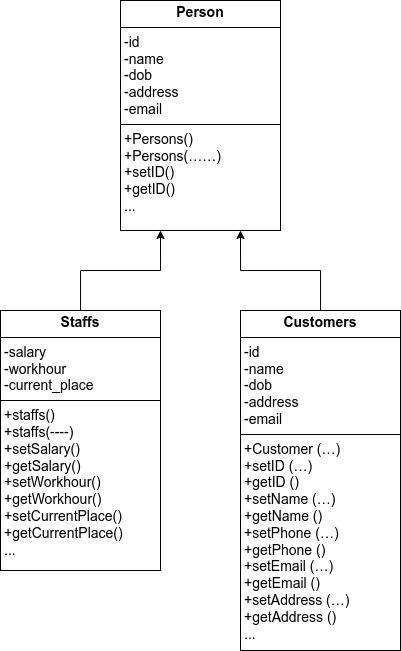 Person
-id
-name
-dob
-address
-email
+Persons()
+Persons(……)
+setID()
+getID()
...
Staffs
-salary
-workhour
-current_place
+staffs()
+staffs(----)
+setSalary()
+getSalary()
+setWorkhour()
+getWorkhour()
+setCurrentPlace()
+getCurrentPlace()
...
Customers
-id
-name
-dob
-address
-email
+Customer (…)
+setID (…)
+getID ()
+setName (…)
+getName ()
+setPhone (…)
+getPhone ()
+setEmail (…)
+getEmail ()
+setAddress (…)
+getAddress ()
...